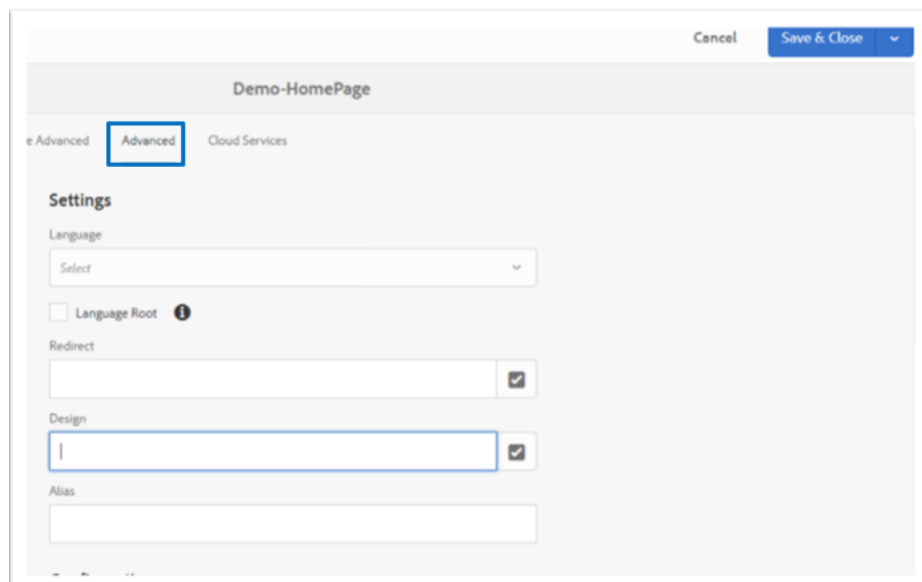 Cancel Save & Close
Demo-HomePage
e Advanced Advanced Cloud Services
Settings
Language
Select
Language Root
Redirect
Design
Alias